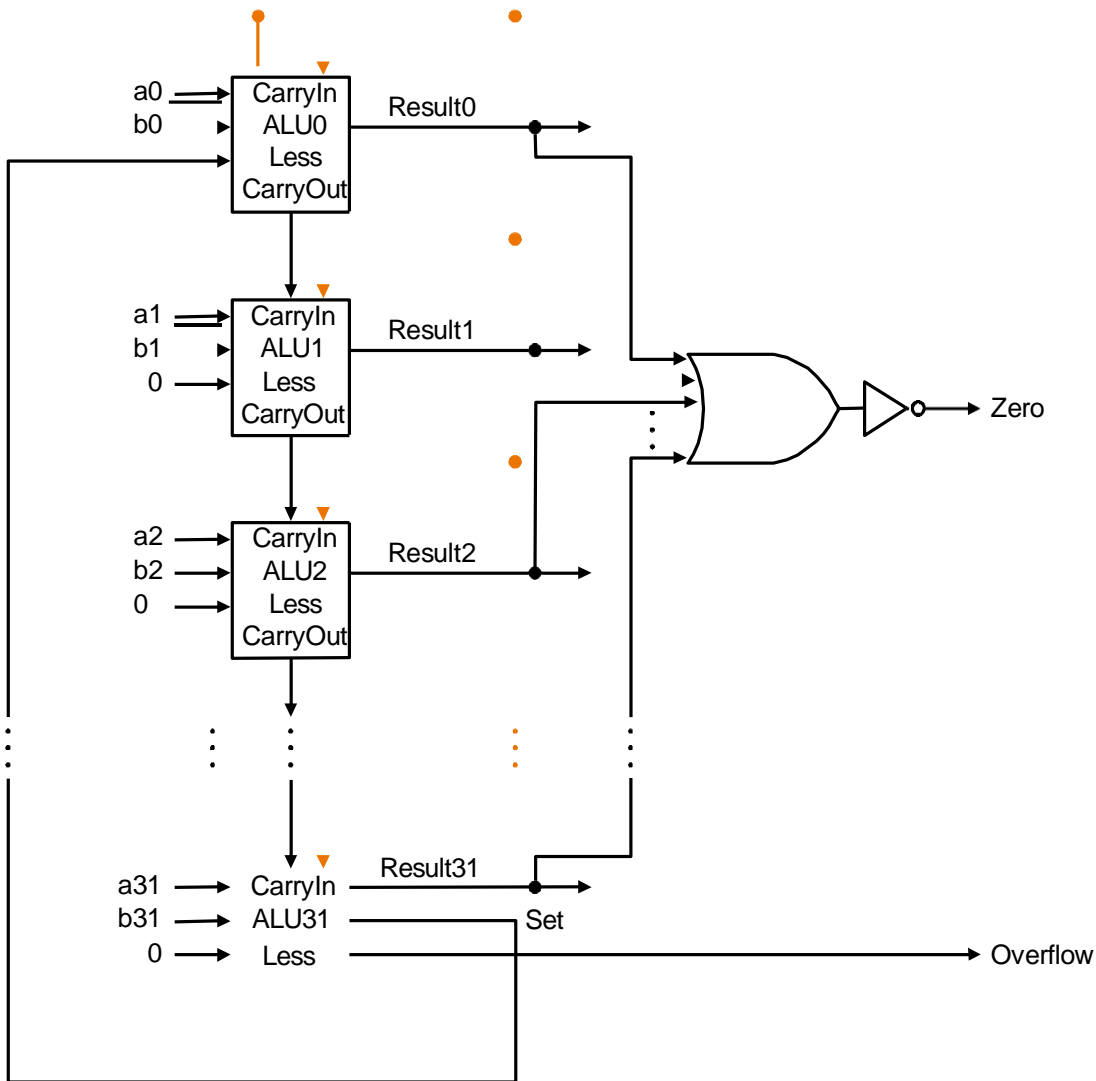 a0
b0
CarryIn
ALU0
Less
CarryOut
Result0
a1
b1
0
CarryIn
ALU1
Less
CarryOut
Result1
Zero
a2
b2
0
CarryIn
ALU2
Less
CarryOut
Result2
a31
b31
0
CarryIn
ALU31
Less
Result31
Set
Overflow